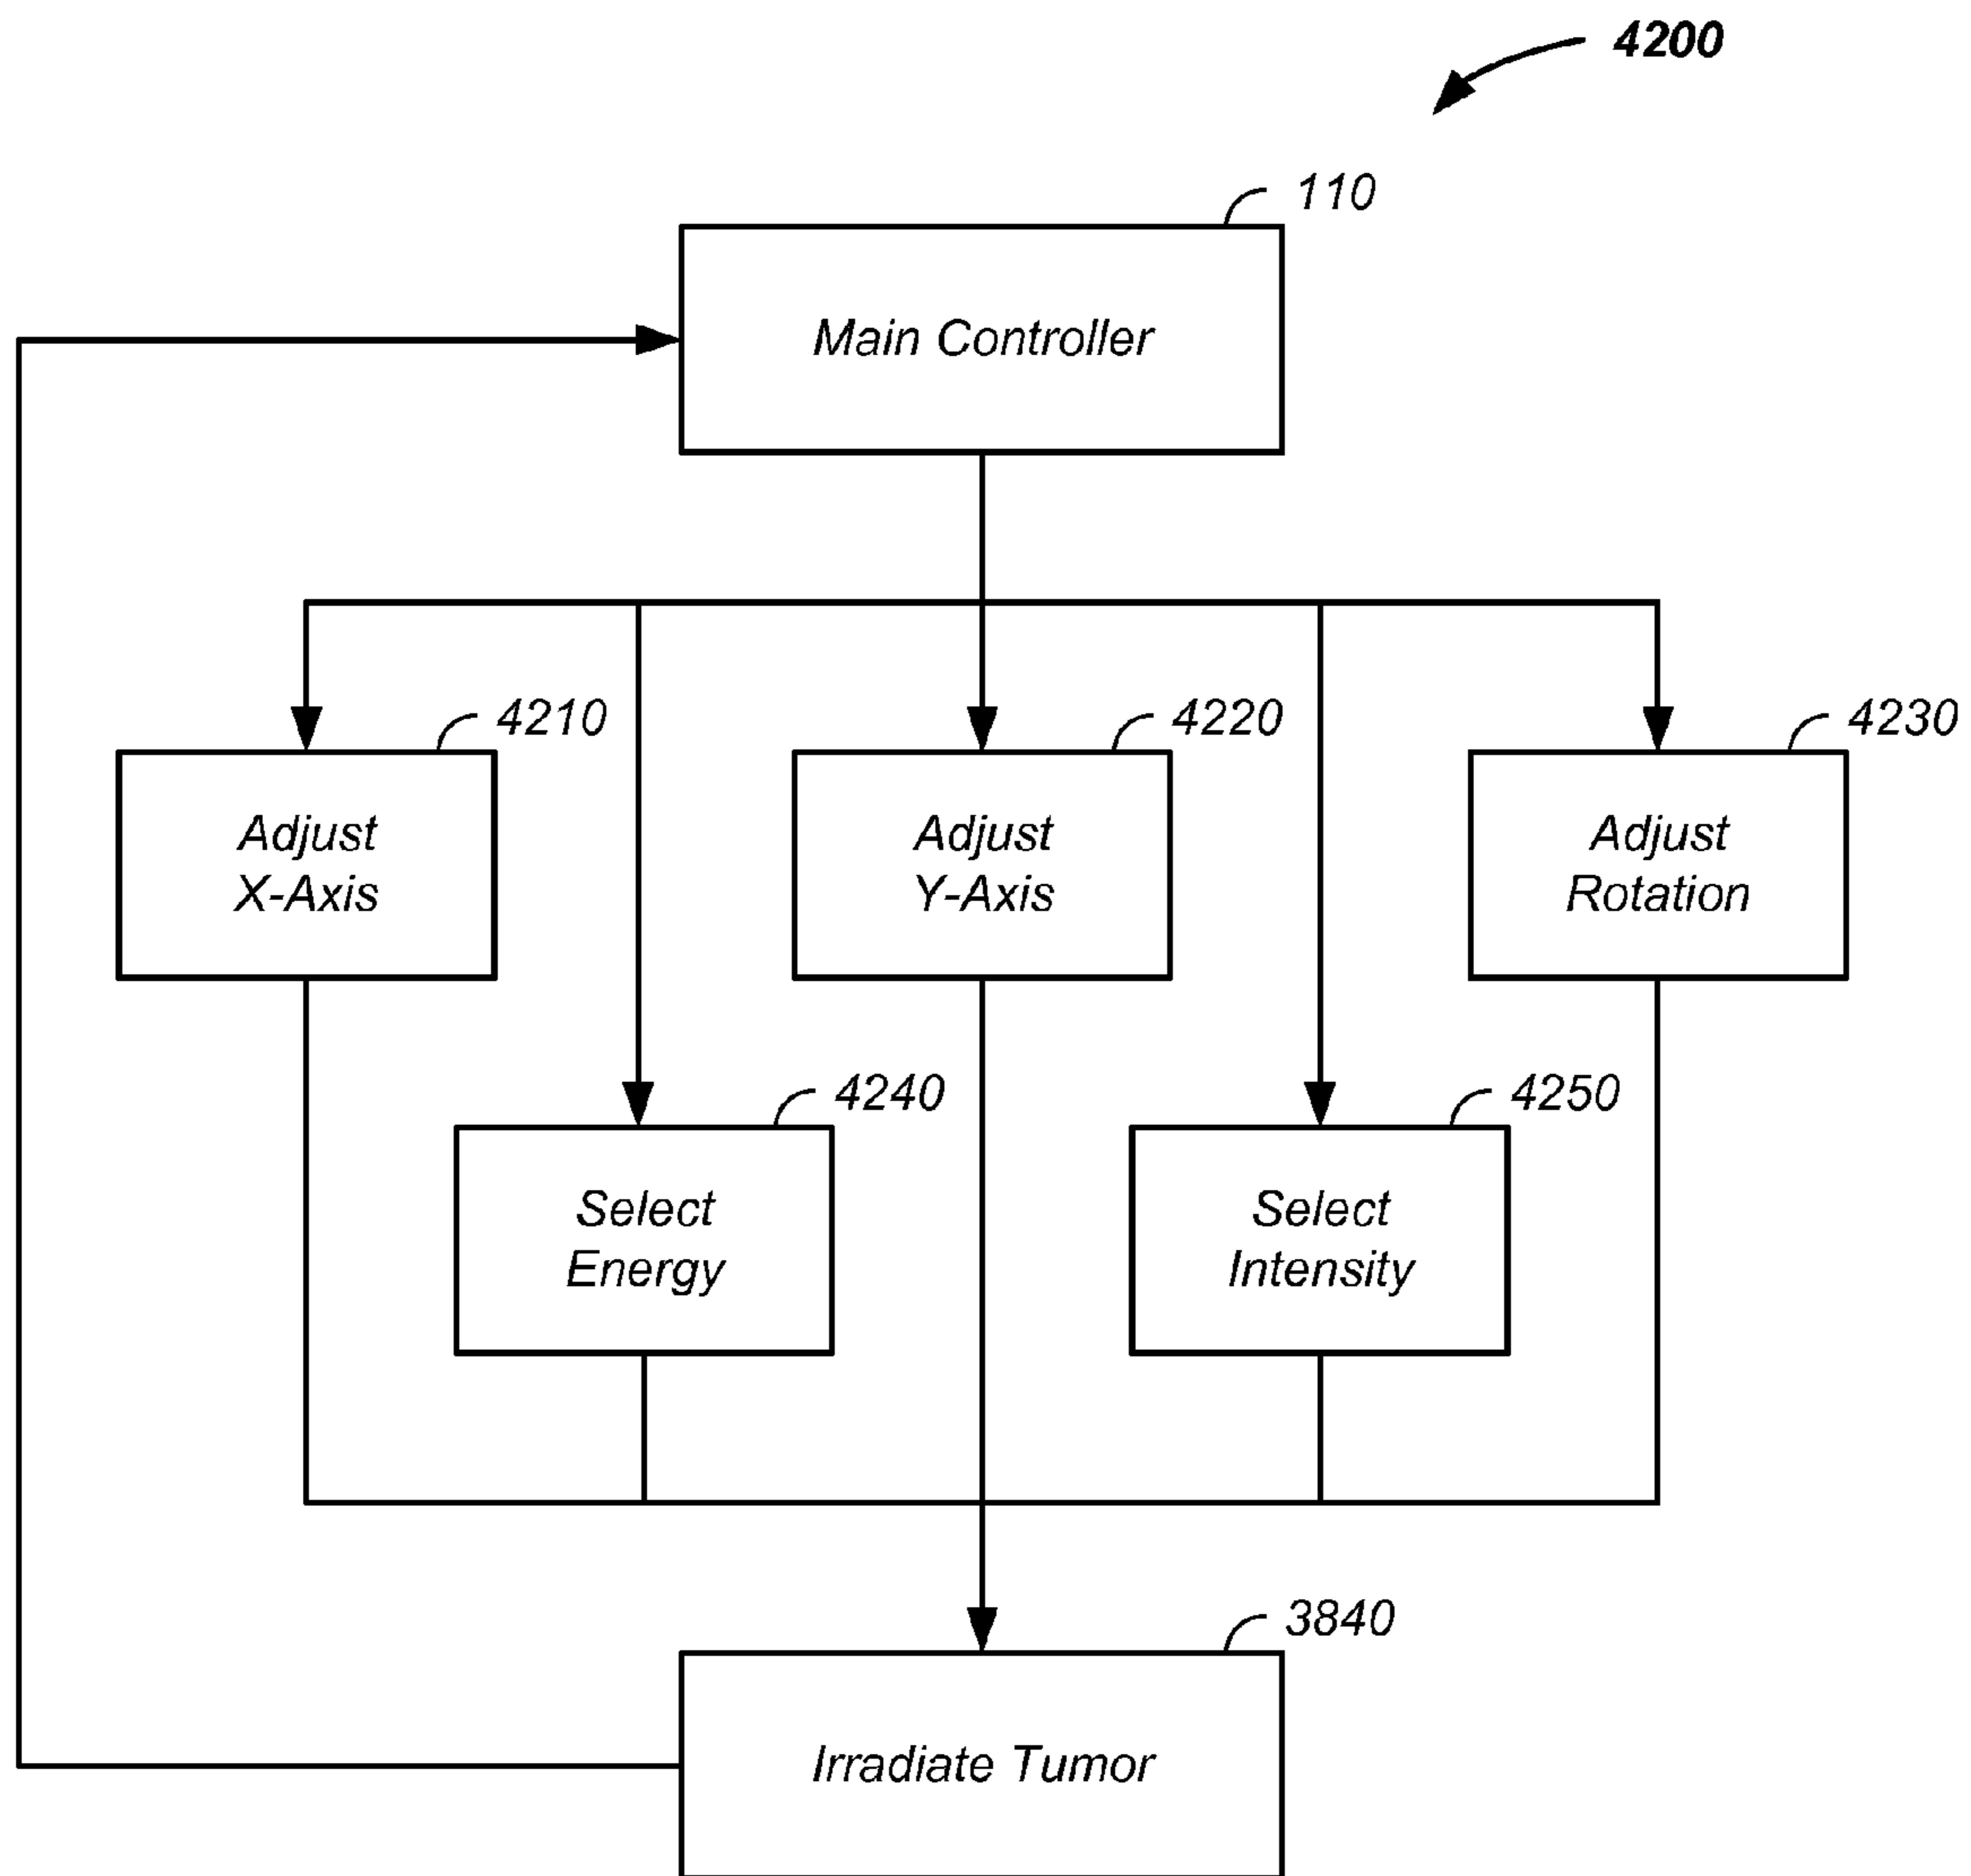 4200
110
Main Controller
4210
4220
4230
Adjust
X-Axis
Adjust
Y-Axis
Adjust
Rotation
4240
4250
Select
Energy
Select
Intensity
3840
Irradiate Tumor